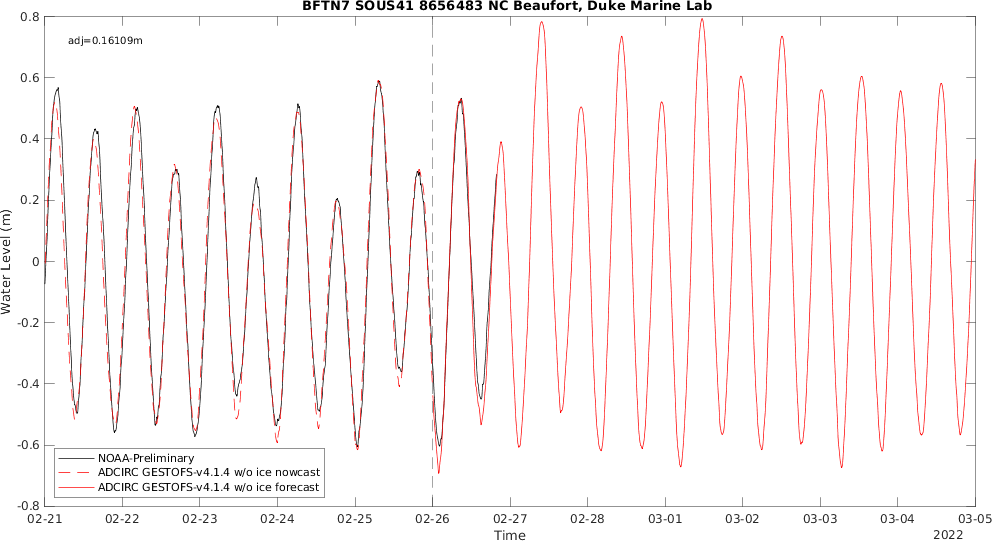 BFTN7 SOUS41 8656483 NC Beaufort, Duke Marine Lab
adj=0.16109m
0.8
0.6
0.4
0.2
0
-0.2
-0.4
-0.6
-0.8
Water Level (m)
NOAA-Preliminary
ADCIRC GESTOFS-v4.1.4 w/o ice nowcast
ADCIRC GESTOFS-v4.1.4 w/o ice forecast
02-21 02-22 02-23 02-24 02-25 02-26 02-27 02-28 03-01 03-02 03-03 03-04 03-05
Time
2022